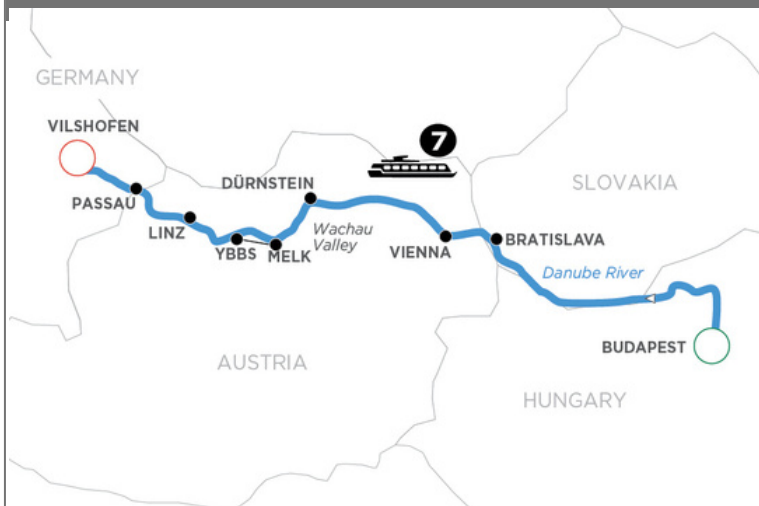 GERMANY
VILSHOFEN
PASSAU
LINZ
YBBS
MELK
DÜRNSTEIN
Wachau
Valley
7
VIENNA
SLOVAKIA
BRATISLAVA
Danube River
BUDAPEST
AUSTRIA
HUNGARY